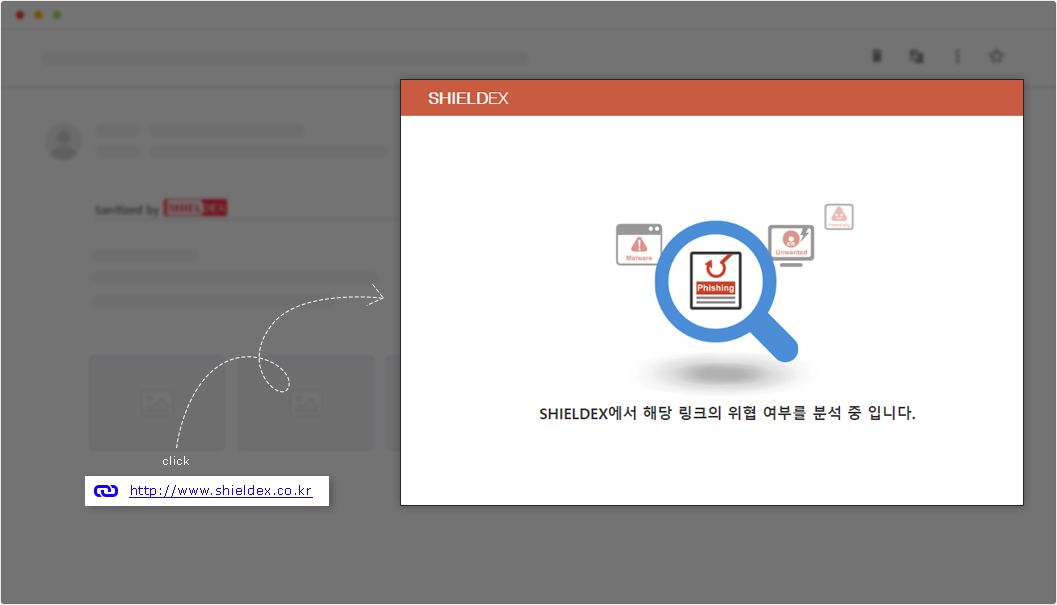 SHIELDEX
Sanitized by SHIELDEX
Malware
Phishing
Unwanted
SHIELDEX에서 해당 링크의 위협 여부를 분석 중 입니다.
click
http://www.shieldex.co.kr